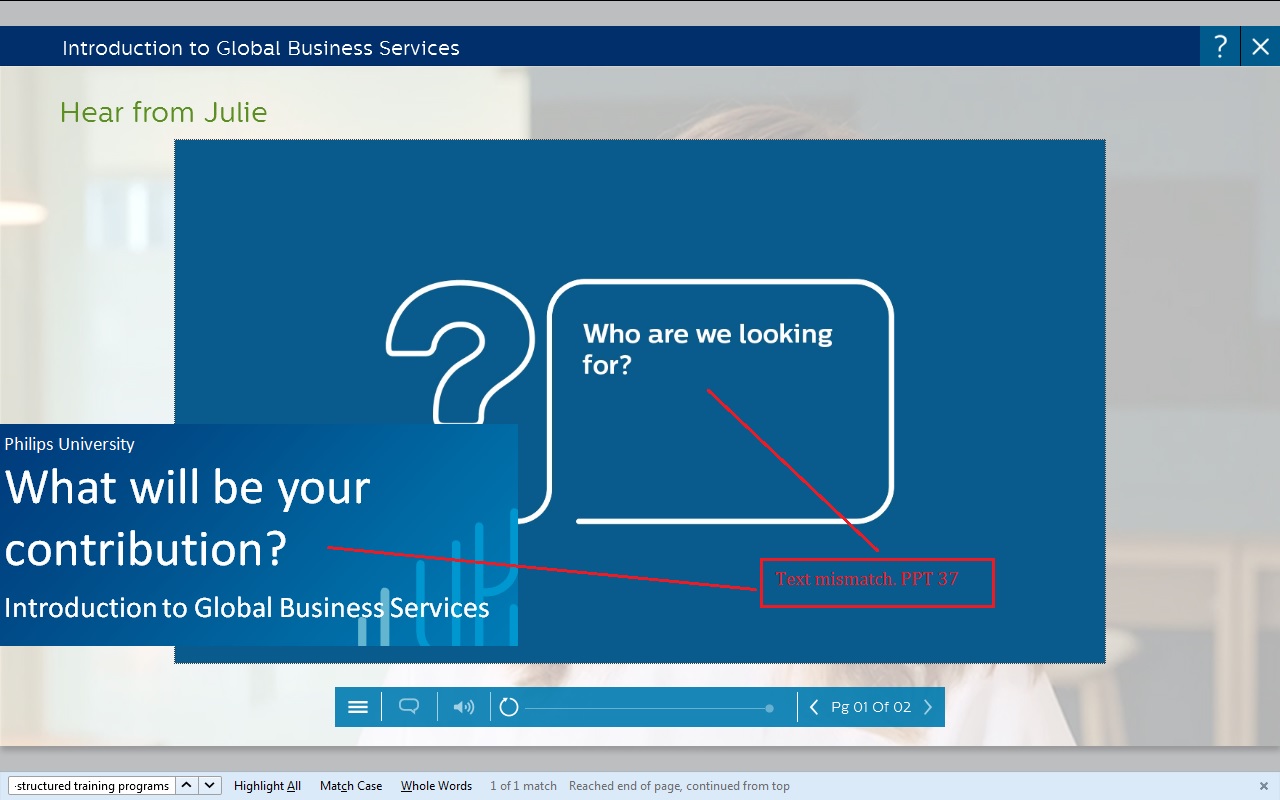 Introduction to Global Business Services
?
Hear from Julie
Who are we looking
for?
Philips University
What will be your
contribution?
Introduction to Global Business Services
Text mismatch. PPT 37
Pg 01 Of 02
structured training programs
Highlight All
Match Case
Whole Words
1 of 1 match
Reached end of page, continued from top